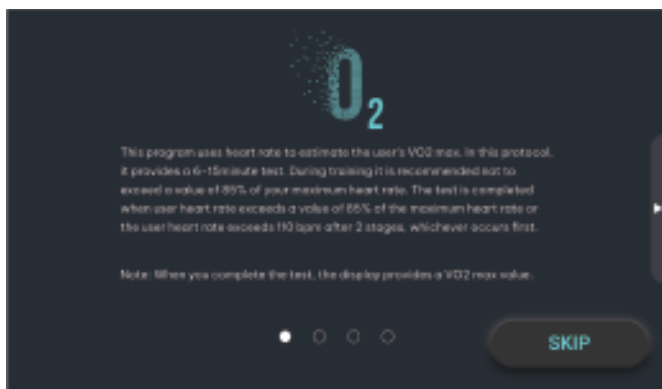 O2
This program uses heart rate to estimate the user's VO2 max. In this protocol,
it provides a 6-15minute test. During training it is recommended not to
exceed a value of 85% of your maximum heart rate. The test is completed
when user heart rate exceeds a value of 85% of the maximum heart rate or
the user heart rate exceeds 110 bpm after 2 stages, whichever occurs first.
Note: When you complete the test, the display provides a VO2 max value.
SKIP